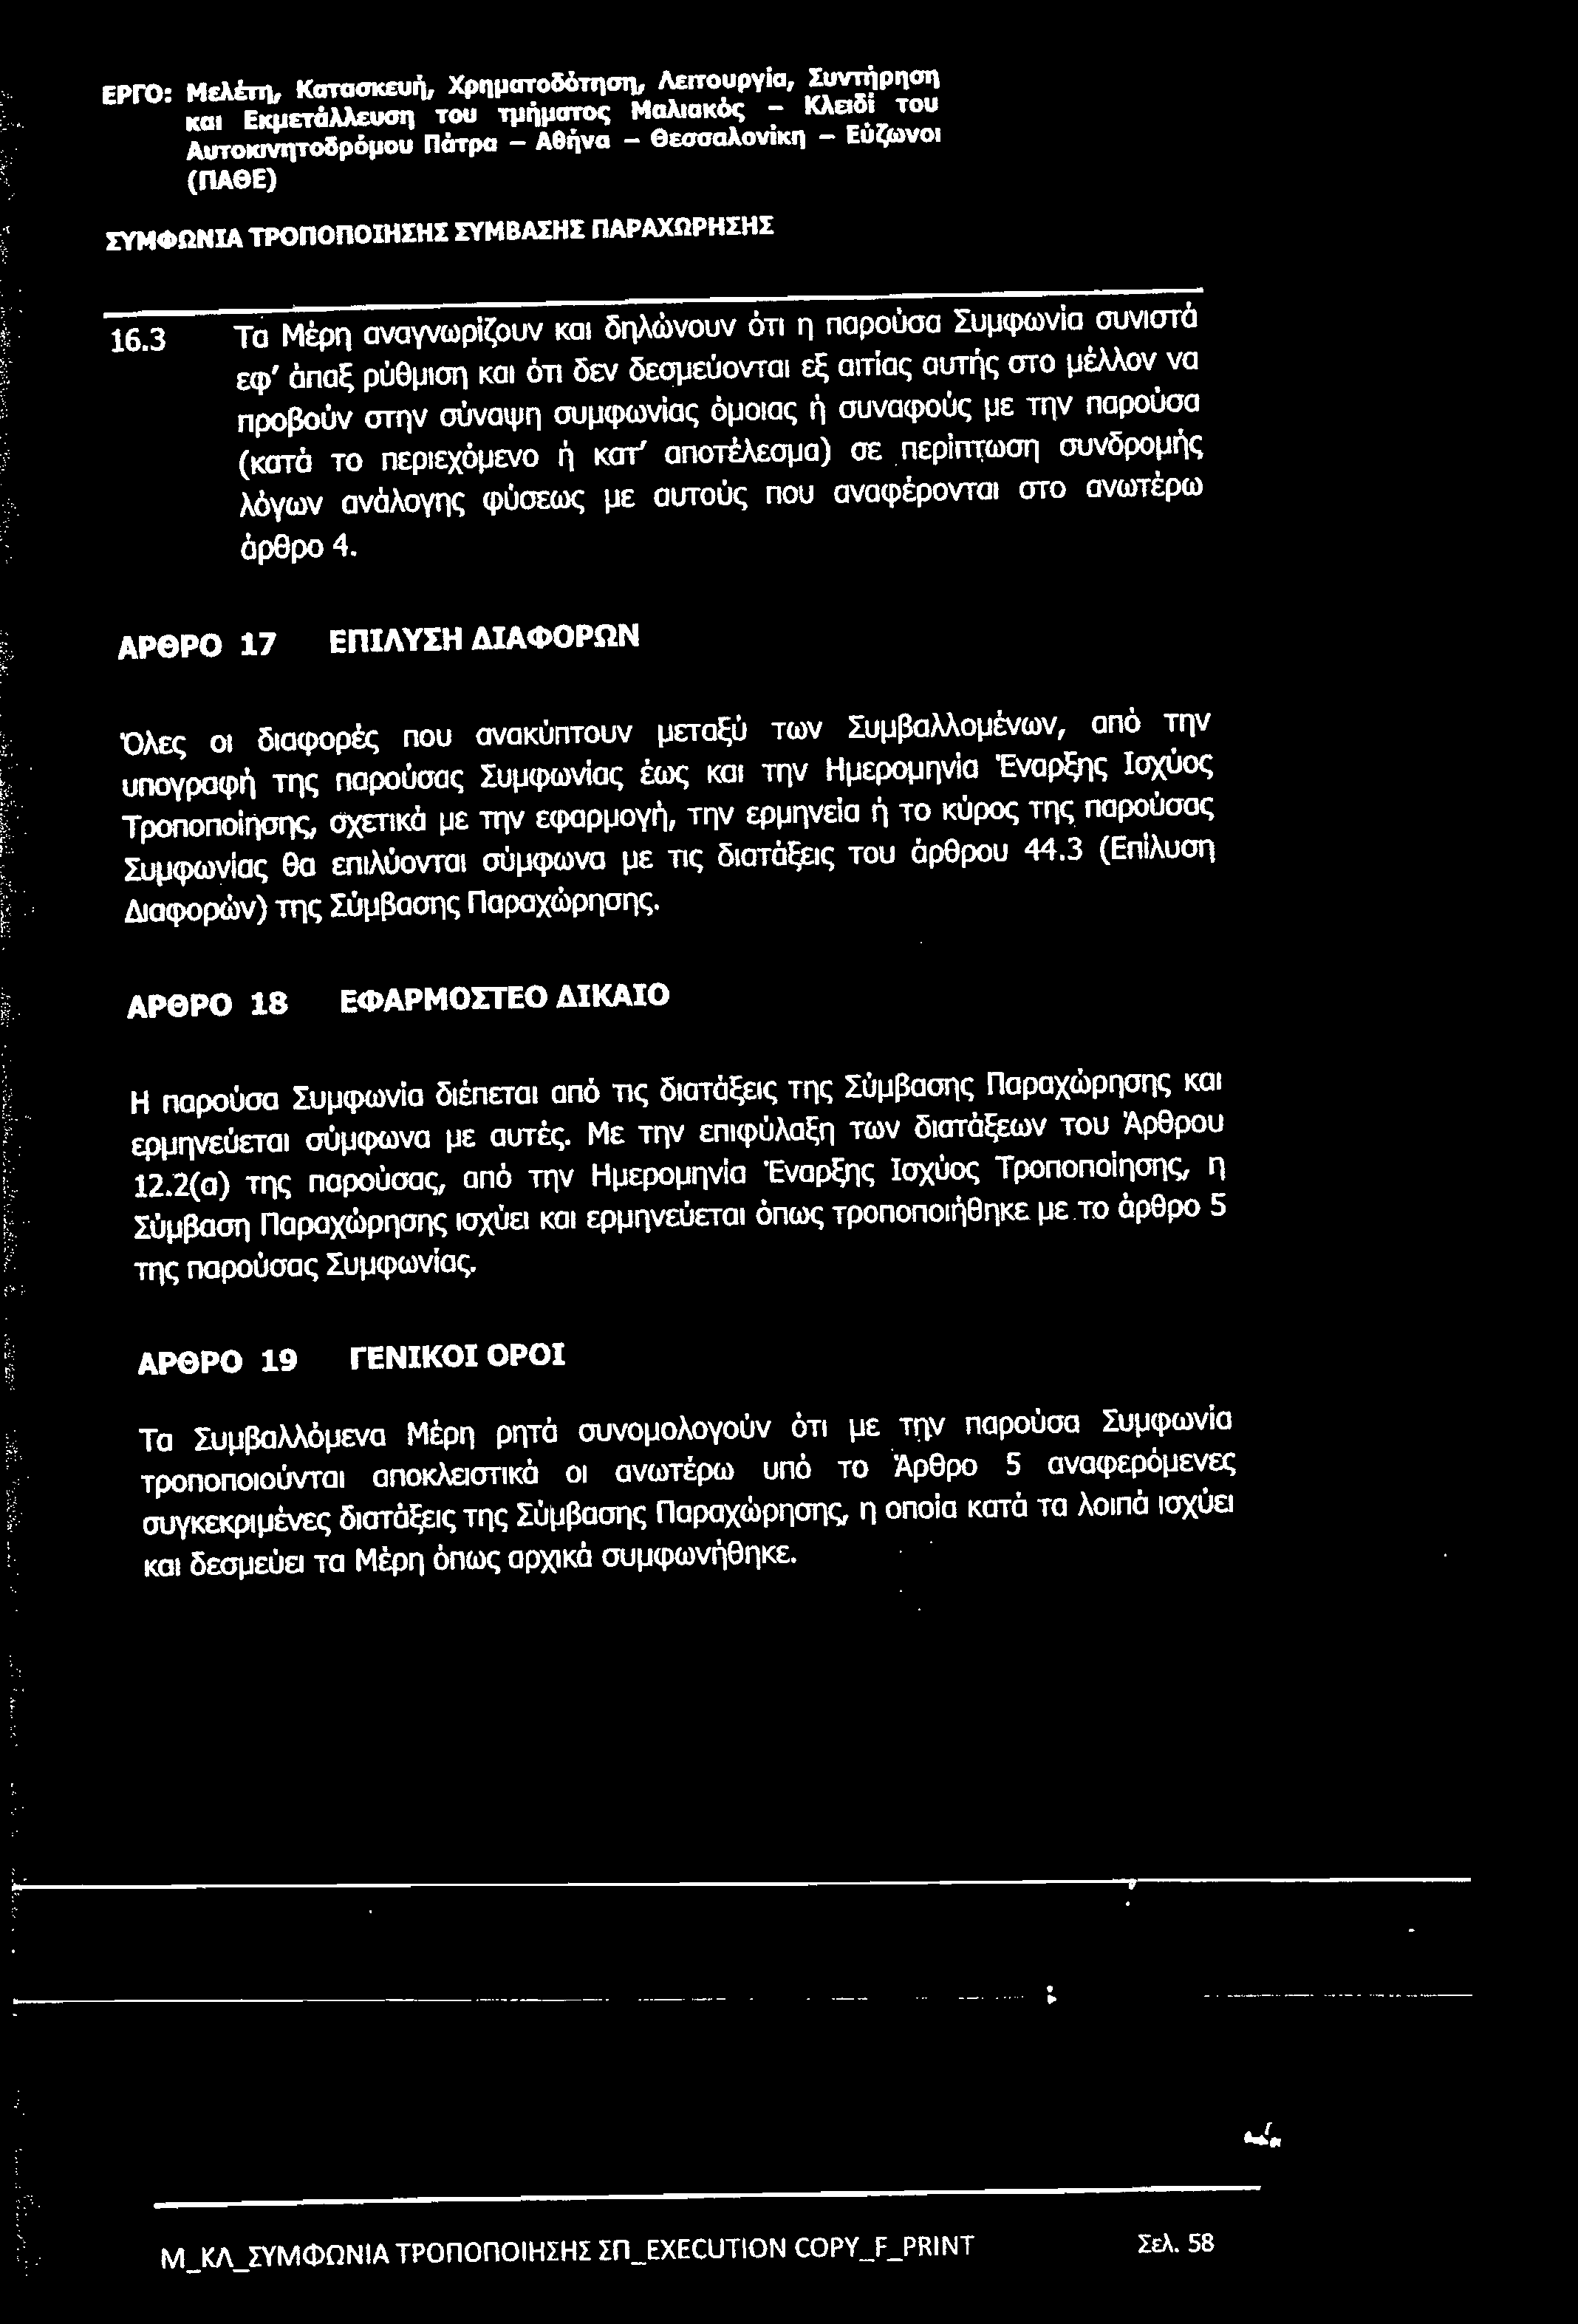 ΕΡΓΟ: Μελέτη, Κατασκευή, Χρηματοδότηση, Λειτουργία, Συντήρηση
και Εκμετάλλευση του τμήματος Μαλιακός – Κλειδί του
Αυτοκινητοδρόμου Πάτρα – Αθήνα – Θεσσαλονίκη – Εύζωνοι
(ΠΑΘΕ)
ΣΥΜΦΩΝΙΑ ΤΡΟΠΟΠΟΙΗΣΗΣ ΣΥΜΒΑΣΗΣ ΠΑΡΑΧΩΡΗΣΗΣ
16.3 Τα Μέρη αναγνωρίζουν και δηλώνουν ότι η παρούσα Συμφωνία συνιστά
εφ' άπαξ ρύθμιση και ότι δεν δεσμεύονται εξ αιτίας αυτής στο μέλλον να
προβούν στην σύναψη συμφωνίας όμοιας ή συναφούς με την παρούσα
(κατά το περιεχόμενο ή κατ' αποτέλεσμα) σε περίπτωση συνδρομής
λόγων ανάλογης φύσεως με αυτούς που αναφέρονται στο ανωτέρω
άρθρο 4.
ΑΡΘΡΟ 17 ΕΠΙΛΥΣΗ ΔΙΑΦΟΡΩΝ
Όλες οι διαφορές που ανακύπτουν μεταξύ των Συμβαλλομένων, από την
υπογραφή της παρούσας Συμφωνίας έως και την Ημερομηνία Έναρξης Ισχύος
Τροποποίησης, σχετικά με την εφαρμογή, την ερμηνεία ή το κύρος της παρούσας
Συμφωνίας θα επιλύονται σύμφωνα με τις διατάξεις του άρθρου 44.3 (Επίλυση
Διαφορών) της Σύμβασης Παραχώρησης.
ΑΡΘΡΟ 18 ΕΦΑΡΜΟΣΤΕΟ ΔΙΚΑΙΟ
Η παρούσα Συμφωνία διέπεται από τις διατάξεις της Σύμβασης Παραχώρησης και
ερμηνεύεται σύμφωνα με αυτές. Με την επιφύλαξη των διατάξεων του Άρθρου
12.2(α) της παρούσας, από την Ημερομηνία Έναρξης Ισχύος Τροποποίησης, η
Σύμβαση Παραχώρησης ισχύει και ερμηνεύεται όπως τροποποιήθηκε με το άρθρο 5
της παρούσας Συμφωνίας.
ΑΡΘΡΟ 19 ΓΕΝΙΚΟΙ ΟΡΟΙ
Τα Συμβαλλόμενα Μέρη ρητά συνομολογούν ότι με την παρούσα Συμφωνία
τροποποιούνται αποκλειστικά οι ανωτέρω υπό το Άρθρο 5 αναφερόμενες
συγκεκριμένες διατάξεις της Σύμβασης Παραχώρησης, η οποία κατά τα λοιπά ισχύει
και δεσμεύει τα Μέρη όπως αρχικά συμφωνήθηκε.
Μ_ΚΛ_ΣΥΜΦΩΝΙΑ ΤΡΟΠΟΠΟΙΗΣΗΣ ΣΠ_EXECUTION COPY_F_PRINT Σελ. 58